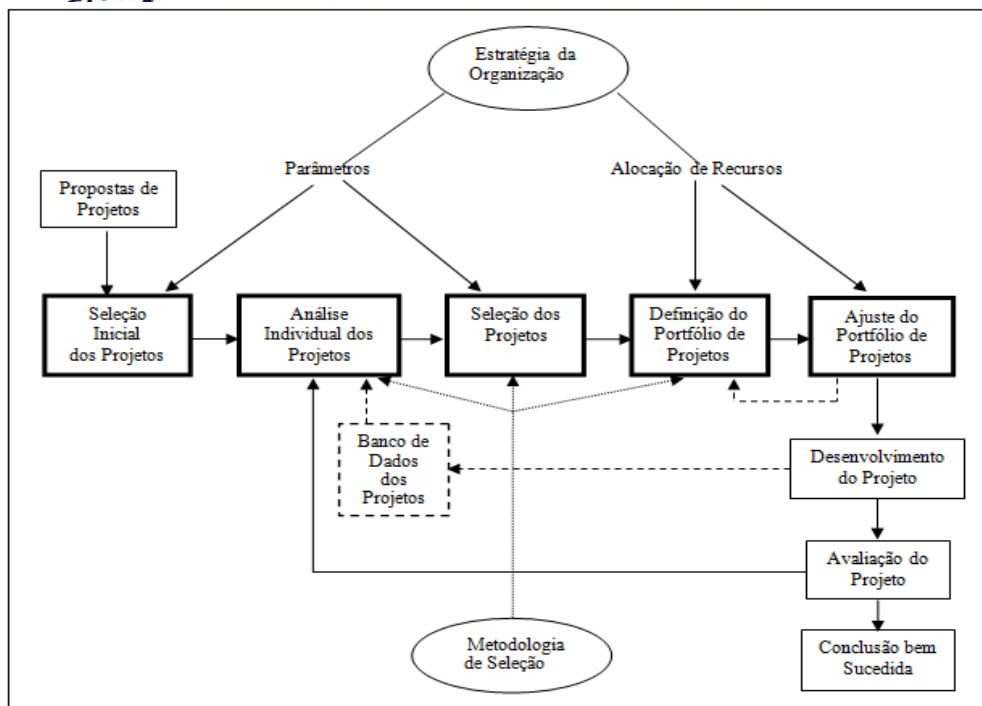 Estratégia da
Organização
Parâmetros
Alocação de Recursos
Propostas de
Projetos
Seleção
Inicial
dos Projetos
Análise
Individual dos
Projetos
Seleção dos
Projetos
Definição do
Portfólio de
Projetos
Ajuste do
Portfólio de
Projetos
Banco de
Dados
dos
Projetos
Desenvolvimento
do Projeto
Avaliação do
Projeto
Metodologia
de Seleção
Conclusão bem
Sucedida